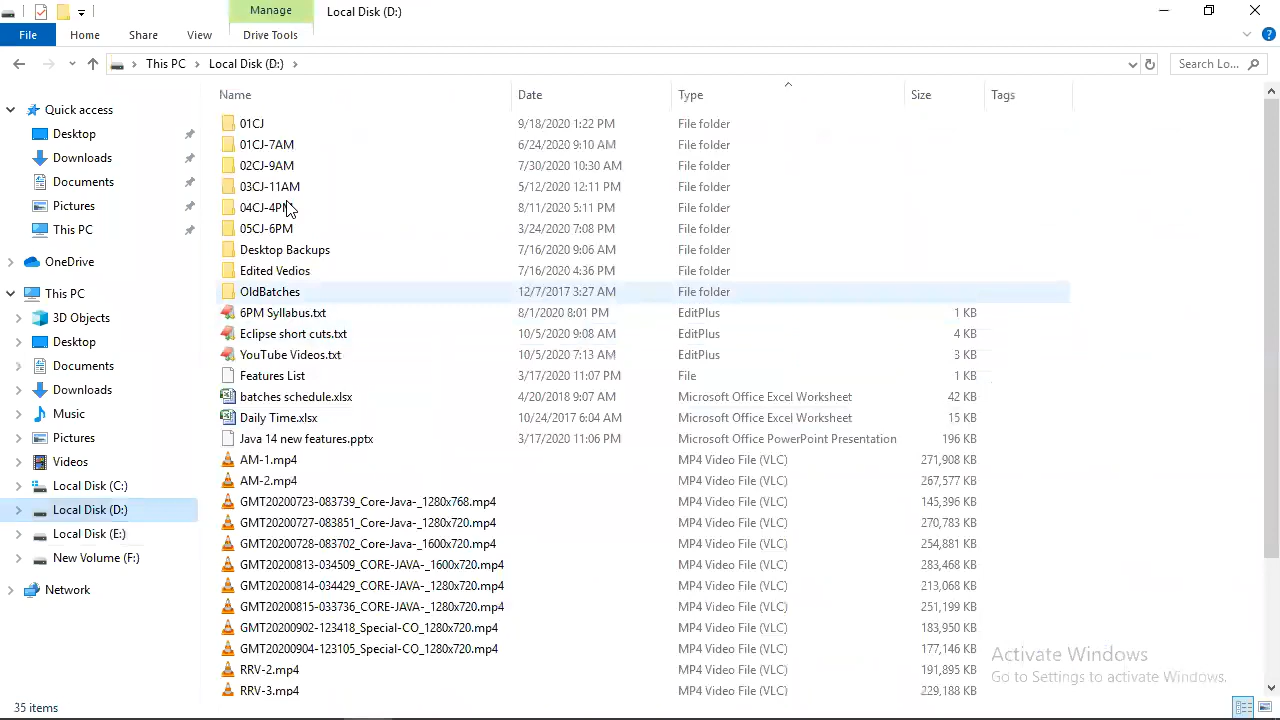 Manage
Local Disk (D:)
File
Home
Share
View
Drive Tools
This PC
Local Disk (D:)
Search Lo...
Name
Date
Type
Size
Tags
Quick access
Desktop
Downloads
Documents
Pictures
This PC
OneDrive
This PC
3D Objects
Desktop
Documents
Downloads
Music
Pictures
Videos
Local Disk (C:)
Local Disk (D:)
Local Disk (E:)
New Volume (F:)
Network
01CJ 9/18/2020 1:22 PM File folder
01CJ-7AM 6/24/2020 9:10 AM File folder
02CJ-9AM 7/30/2020 10:30 AM File folder
03CJ-11AM 5/12/2020 12:11 PM File folder
04CJ-4PM 8/11/2020 5:11 PM File folder
05CJ-6PM 3/24/2020 7:08 PM File folder
Desktop Backups 7/16/2020 9:06 AM File folder
Edited Vedios 7/16/2020 4:36 PM File folder
OldBatches 12/7/2017 3:27 AM File folder
6PM Syllabus.txt 8/1/2020 8:01 PM EditPlus 1 KB
Eclipse short cuts.txt 10/5/2020 9:08 AM EditPlus 4 KB
YouTube Videos.txt 10/5/2020 7:13 AM EditPlus 3 KB
Features List 3/17/2020 11:07 PM File 1 KB
batches schedule.xlsx 4/20/2018 9:07 AM Microsoft Office Excel Worksheet 42 KB
Daily Time.xlsx 10/24/2017 6:04 AM Microsoft Office Excel Worksheet 15 KB
Java 14 new features.pptx 3/17/2020 11:06 PM Microsoft Office PowerPoint Presentation 196 KB
AM-1.mp4 MP4 Video File (VLC) 271,908 KB
AM-2.mp4 MP4 Video File (VLC) 267,577 KB
GMT20200723-083739_Core-Java-_1280x768.mp4 MP4 Video File (VLC) 145,396 KB
GMT20200727-083851_Core-Java-_1280x720.mp4 MP4 Video File (VLC) 270,783 KB
GMT20200728-083702_Core-Java-_1600x720.mp4 MP4 Video File (VLC) 254,881 KB
GMT20200813-034509_CORE-JAVA-_1600x720.mp4 MP4 Video File (VLC) 283,468 KB
GMT20200814-034429_CORE-JAVA-_1280x720.mp4 MP4 Video File (VLC) 213,068 KB
GMT20200815-033736_CORE-JAVA-_1280x720.mp4 MP4 Video File (VLC) 251,199 KB
GMT20200902-123418_Special-CO_1280x720.mp4 MP4 Video File (VLC) 183,950 KB
GMT20200904-123105_Special-CO_1280x720.mp4 MP4 Video File (VLC) 177,146 KB
RRV-2.mp4 MP4 Video File (VLC) 191,895 KB
RRV-3.mp4 MP4 Video File (VLC) 229,188 KB
Activate Windows
Go to Settings to activate Windows.
35 items